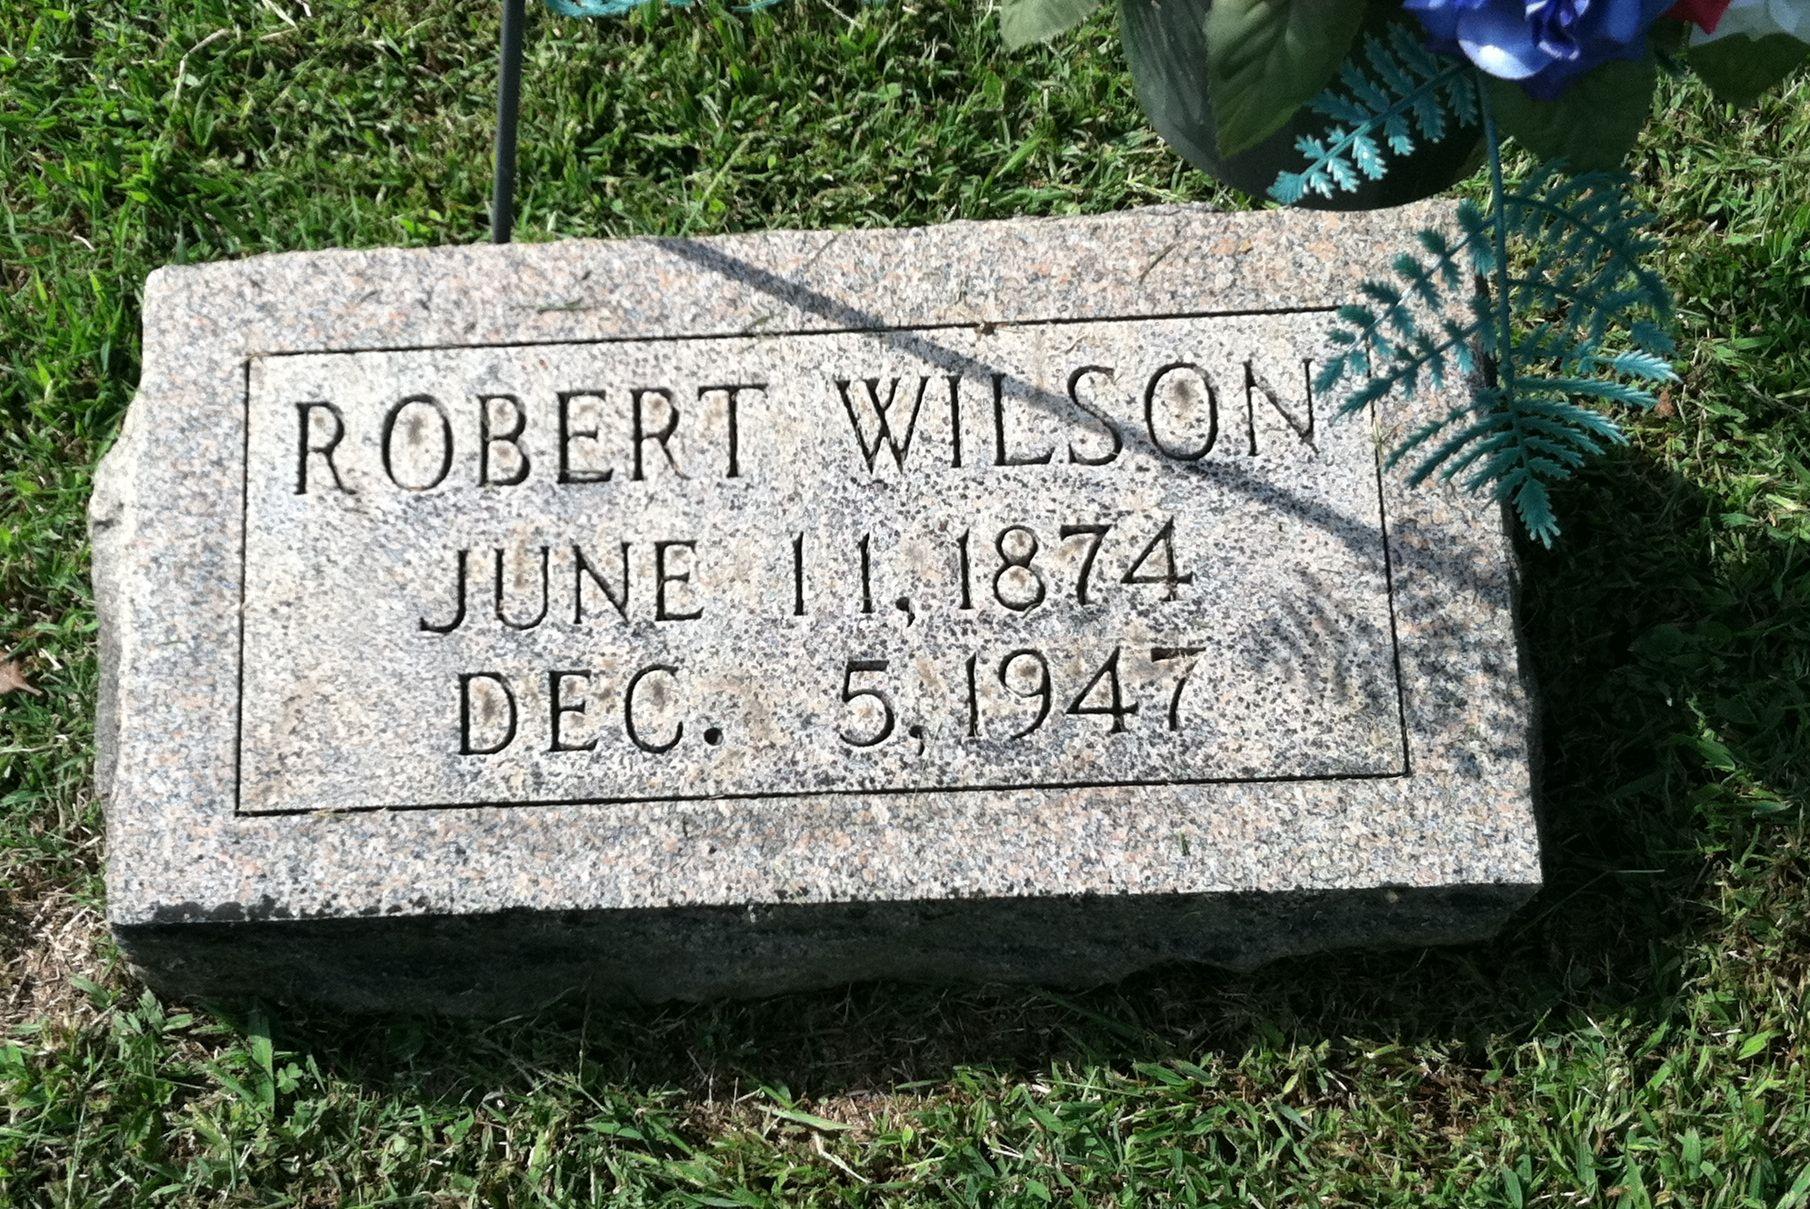 ROBERT WILSON
JUNE 11, 1874
DEC. 5, 1947